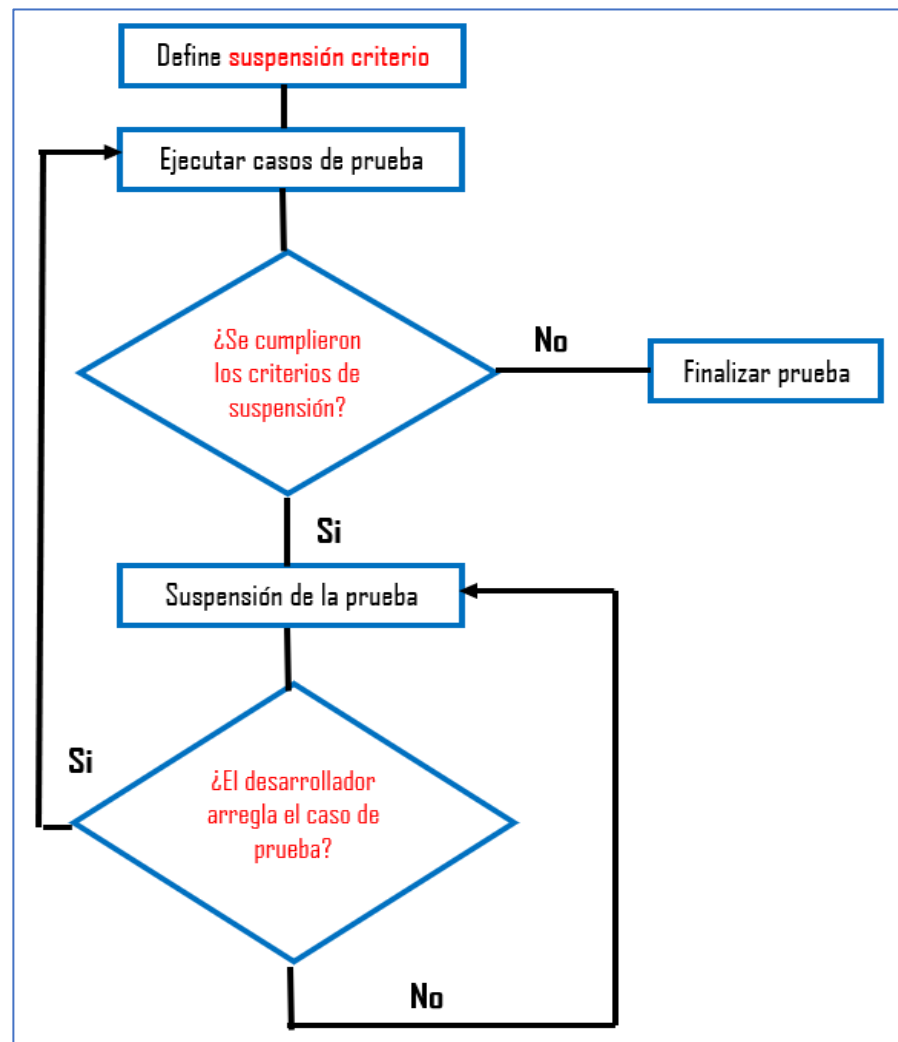 Define suspensión criterio
Ejecutar casos de prueba
¿Se cumplieron
los criterios de
suspensión?
No
Finalizar prueba
Si
Suspensión de la prueba
Si
¿El desarrollador
arregla el caso de
prueba?
No